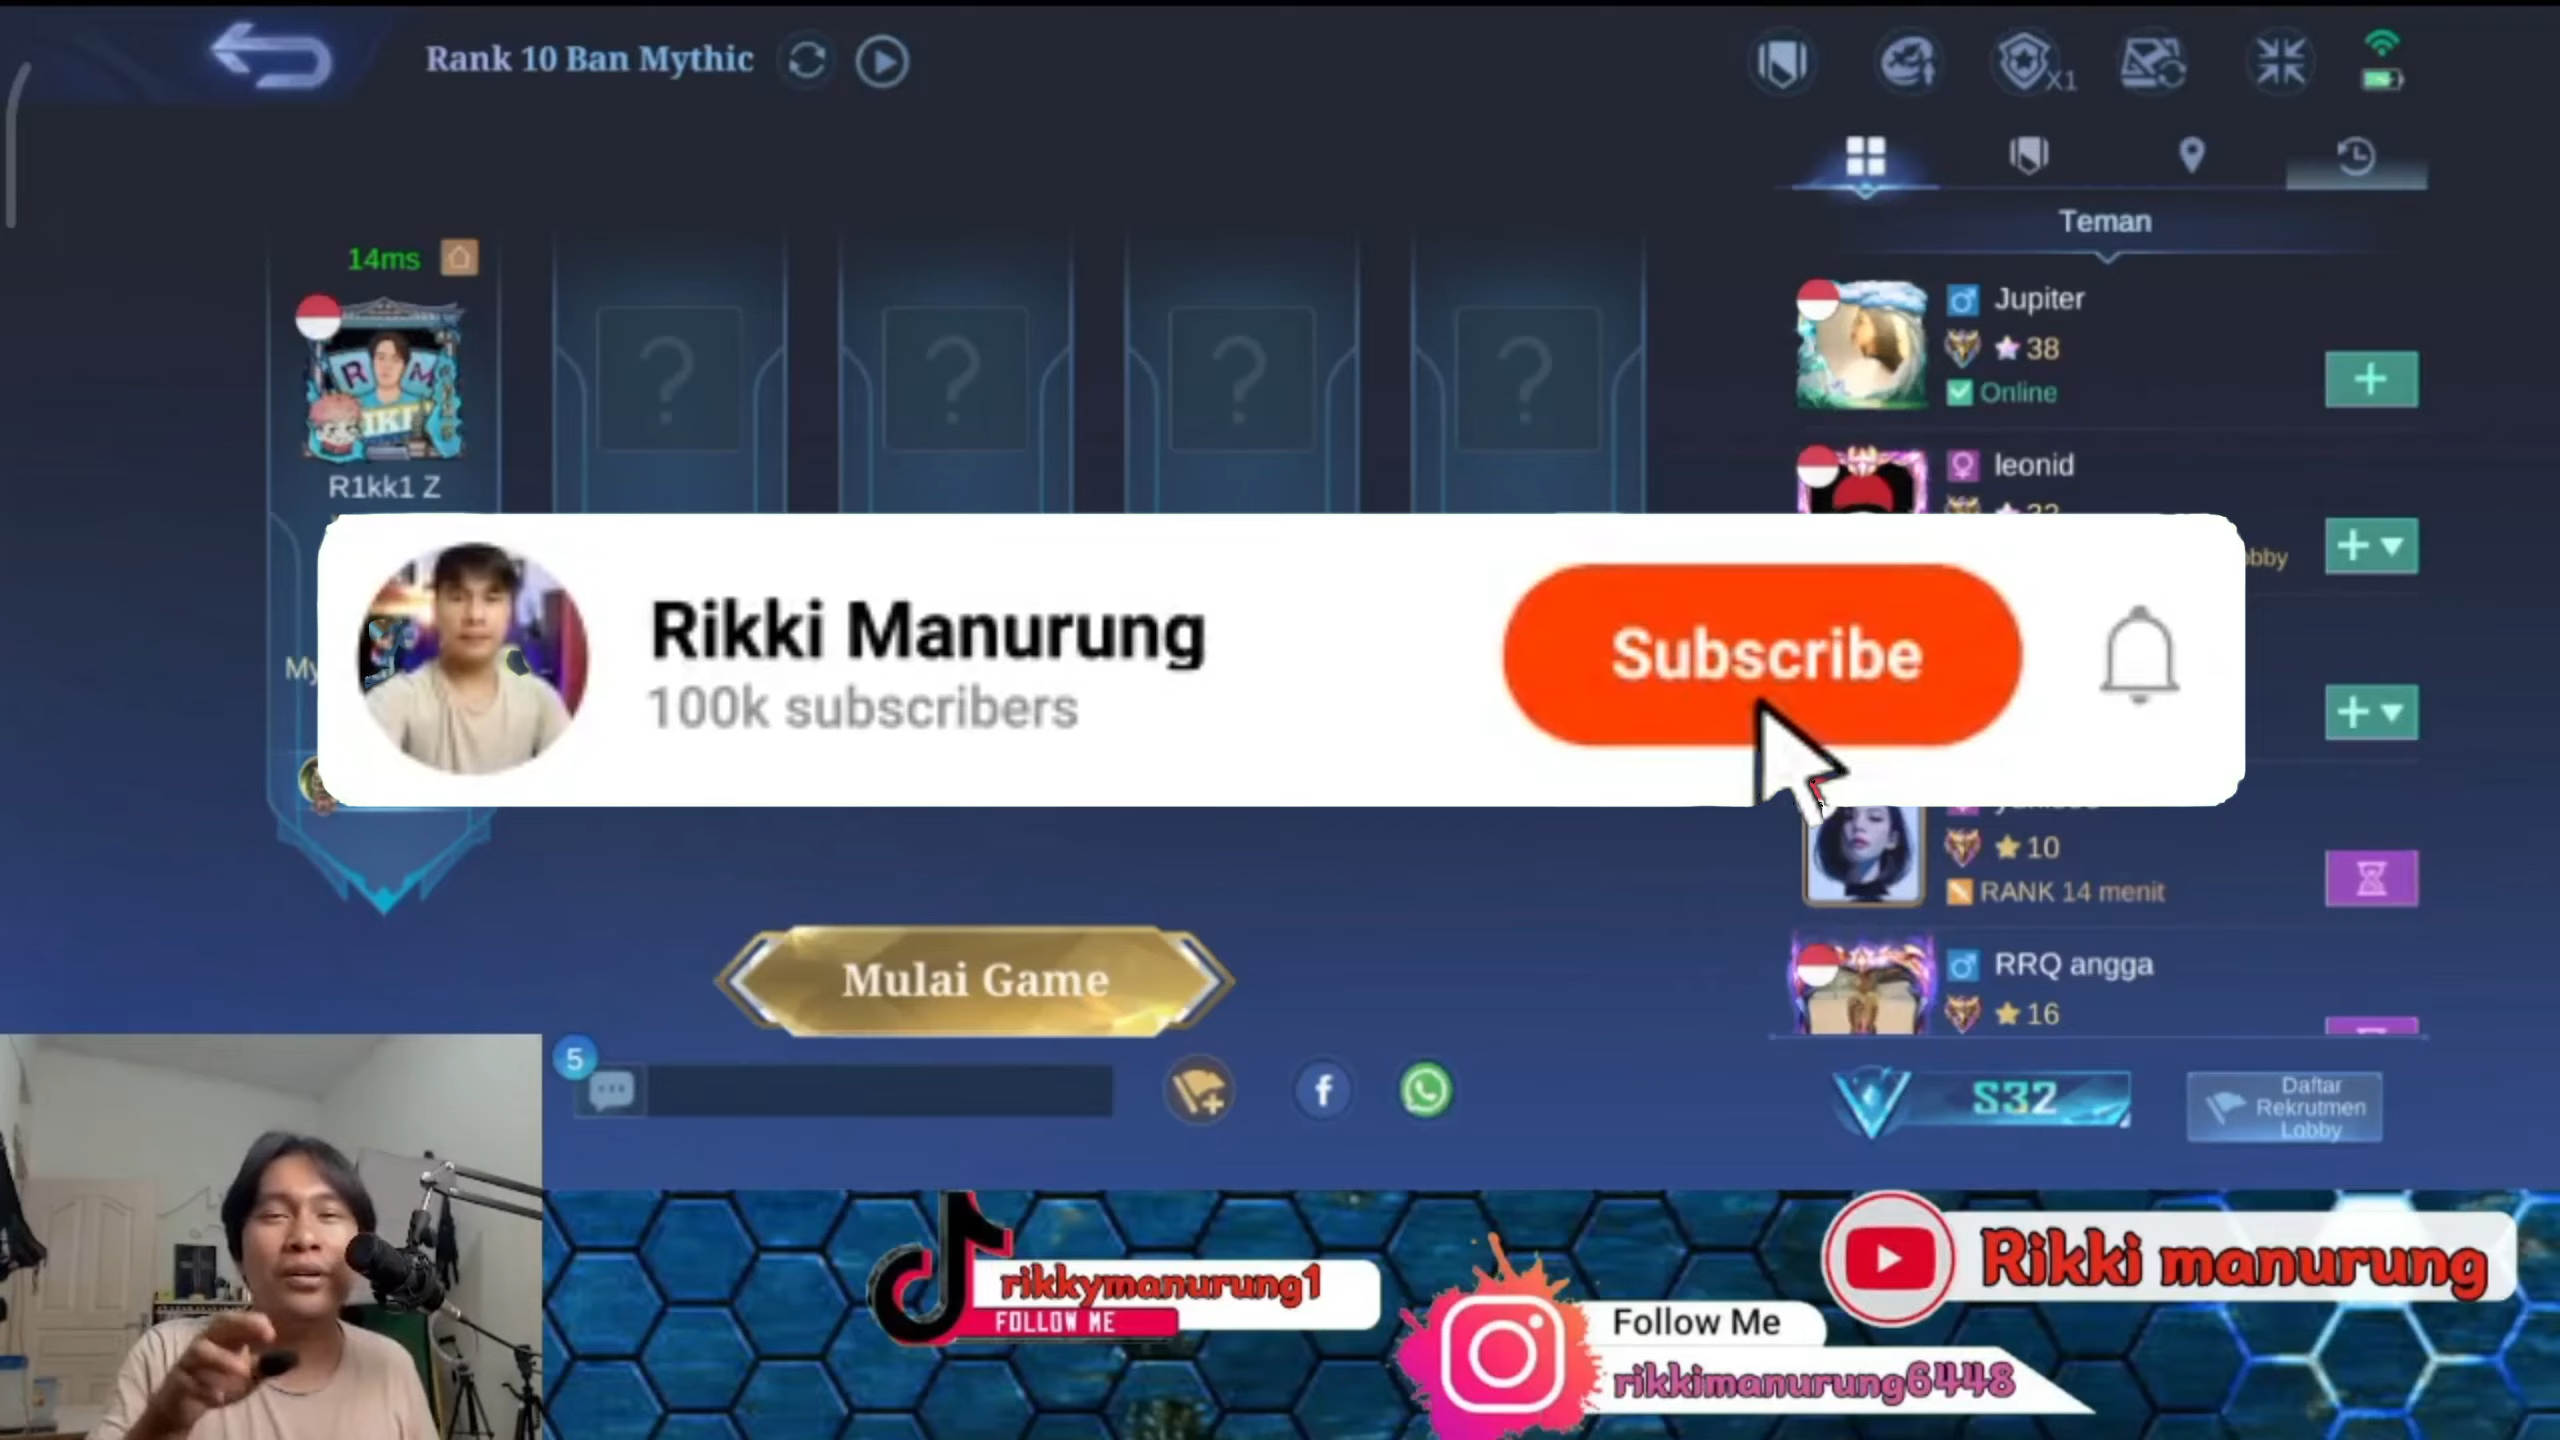 Rank 10 Ban Mythic
X1
Teman
14ms
R M
R1kk1 Z
Jupiter
38
Online
leonid
Rikki Manurung
100k subscribers
Subscribe
10
RANK 14 menit
Mulai Game
RRQ angga
16
5
S32
Daftar
Rekrutmen
Lobby
rikkymanurung1
FOLLOW ME
Follow Me
rikkimanurung6448
Rikki manurung